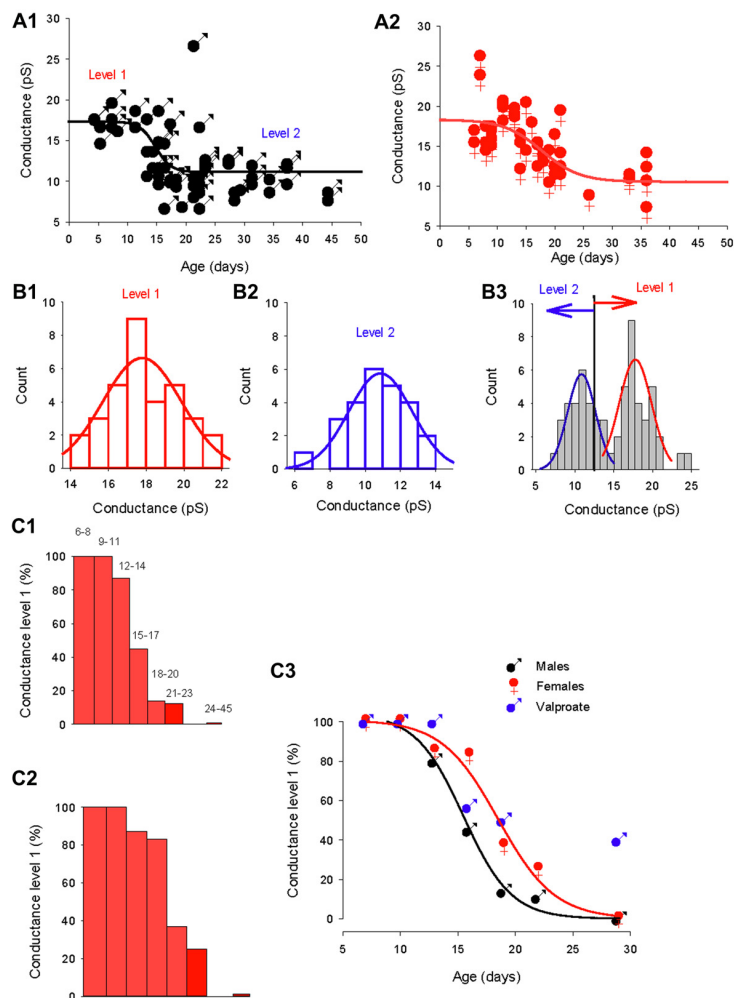 A1
30
25
20
15
10
5
Conductance (pS)
Level 1
Level 2
0 5 10 15 20 25 30 35 40 45 50
Age (days)
A2
30
25
20
15
10
5
Conductance (pS)
0 5 10 15 20 25 30 35 40 45 50
Age (days)
B1
Level 1
10
8
6
4
2
0
Count
14 16 18 20 22
Conductance (pS)
B2
Level 2
10
8
6
4
2
0
Count
6 8 10 12 14
Conductance (pS)
B3
Level 2 Level 1
10
8
6
4
2
0
Count
5 10 15 20 25
Conductance (pS)
C1
6-8
9-11
12-14
15-17
18-20
21-23
24-45
100
80
60
40
20
0
Conductance level 1 (%)
C2
100
80
60
40
20
0
Conductance level 1 (%)
C3
Males
Females
Valproate
100
80
60
40
20
0
Conductance level 1 (%)
5 10 15 20 25 30
Age (days)